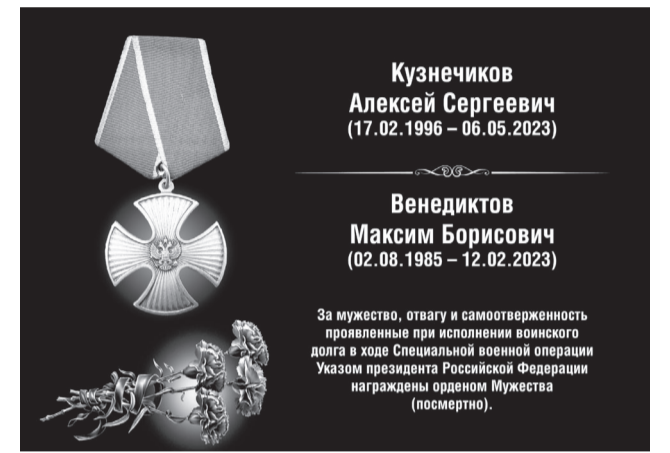 Кузнечиков
Алексей Сергеевич
(17.02.1996 – 06.05.2023)
Венедиктов
Максим Борисович
(02.08.1985 – 12.02.2023)
За мужество, отвагу и самоотверженность
проявленные при исполнении воинского
долга в ходе Специальной военной операции
Указом президента Российской Федерации
награждены орденом Мужества
(посмертно).